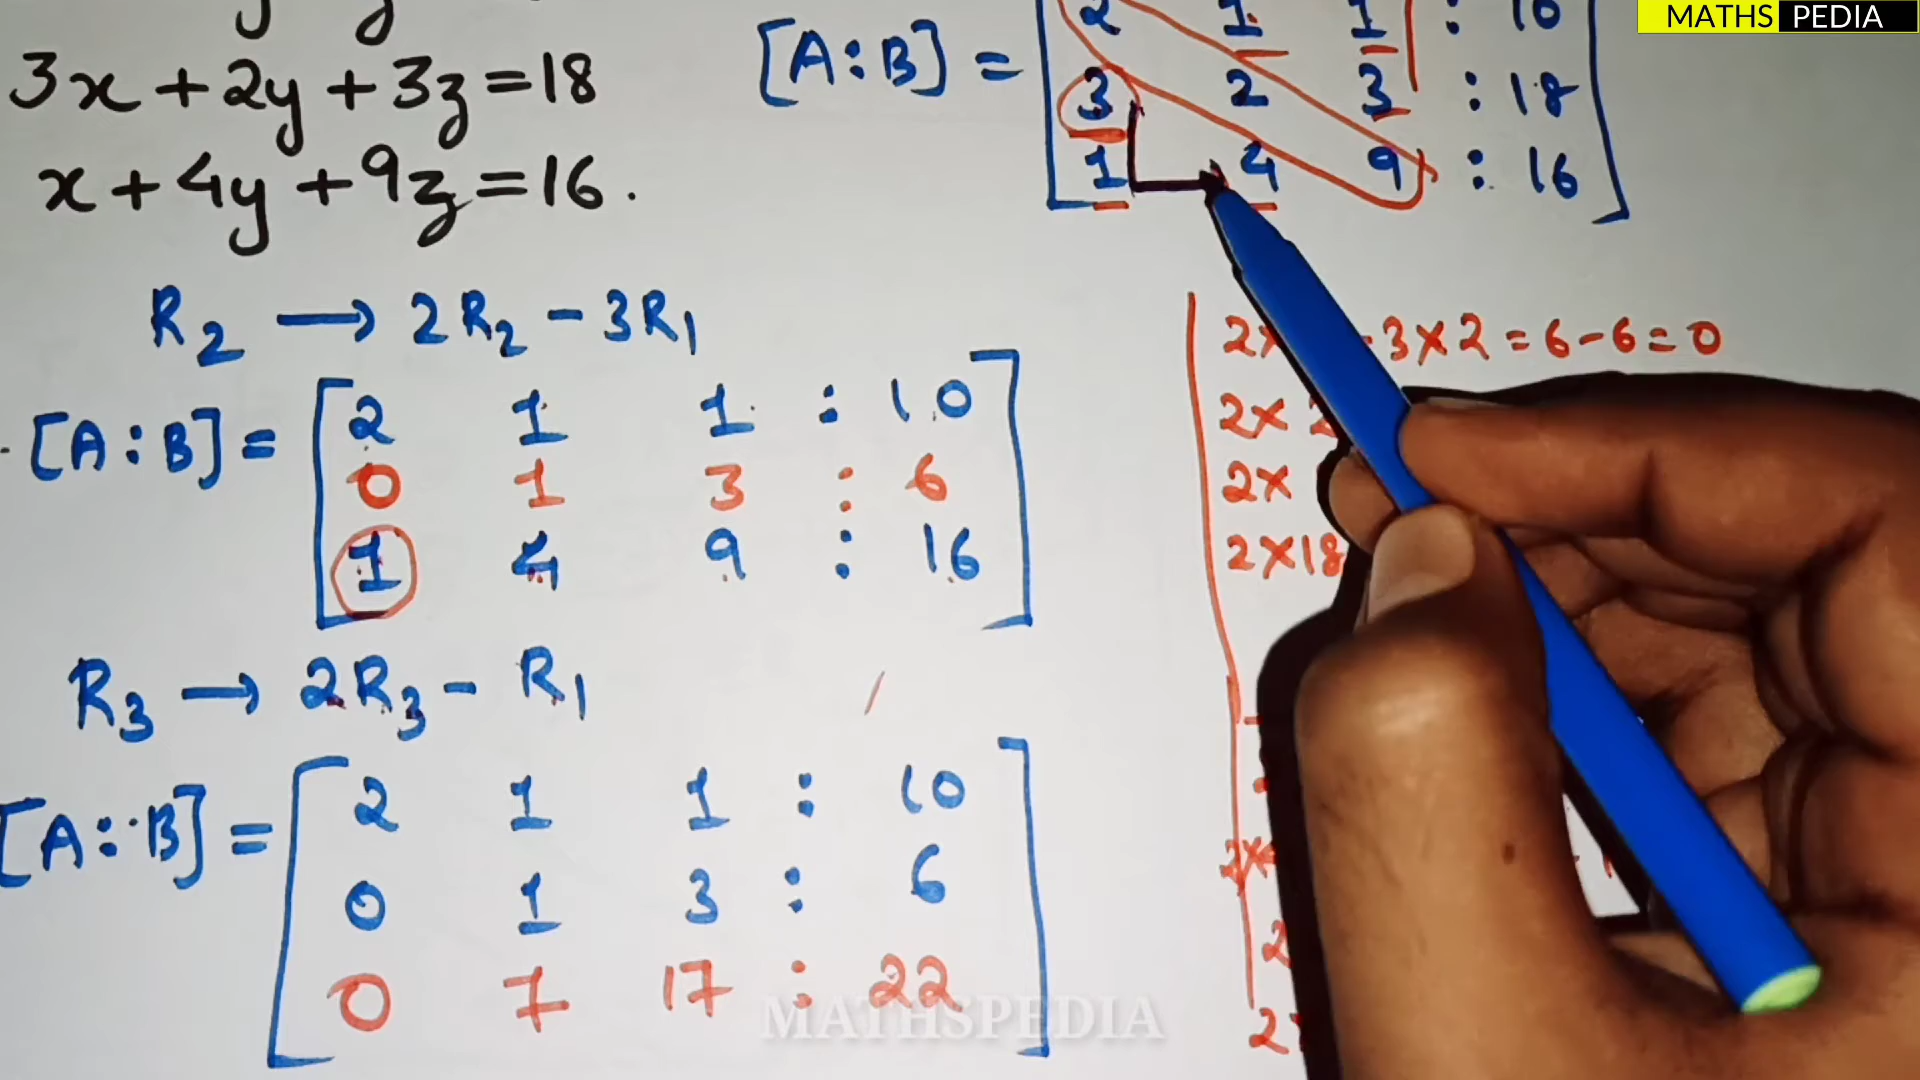 MATHS PEDIA
3x + 2y + 3z = 18
x + 4y + 9z = 16.
[A:B] =
2 1 1 : 10
3 2 3 : 18
1 4 9 : 16
R2 → 2R2 - 3R1
[A:B] =
2 1 1 : 10
0 1 3 : 6
1 4 9 : 16
2× - 3×2 = 6-6=0
2×
2×
2×18
R3 → 2R3 - R1
[A:B] =
2 1 1 : 10
0 1 3 : 6
0 7 17 : 22
MATHSPEDIA